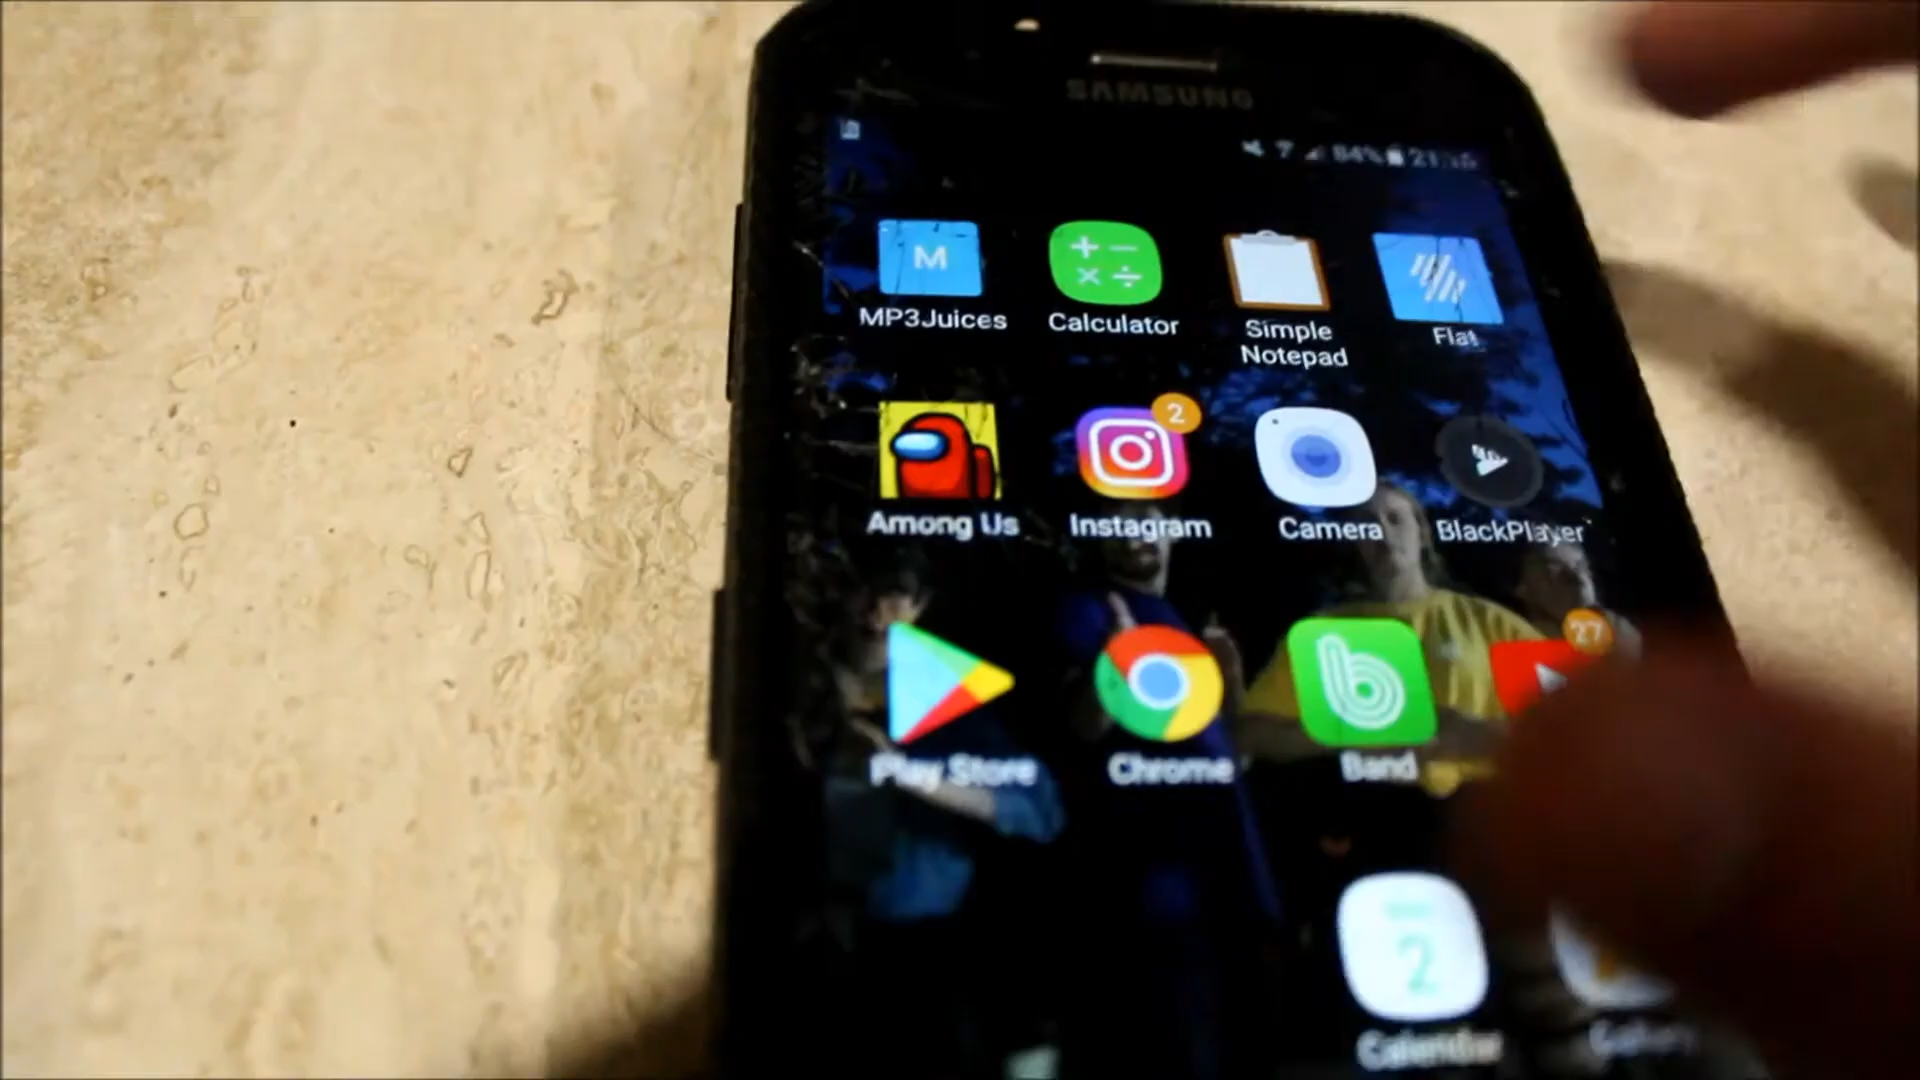 SAMSUNG
84%
M
MP3Juices
Calculator
Simple
Notepad
Flat
2
Among Us
Instagram
Camera
BlackPlayer
27
Play Store
Chrome
Band
2
Calendar